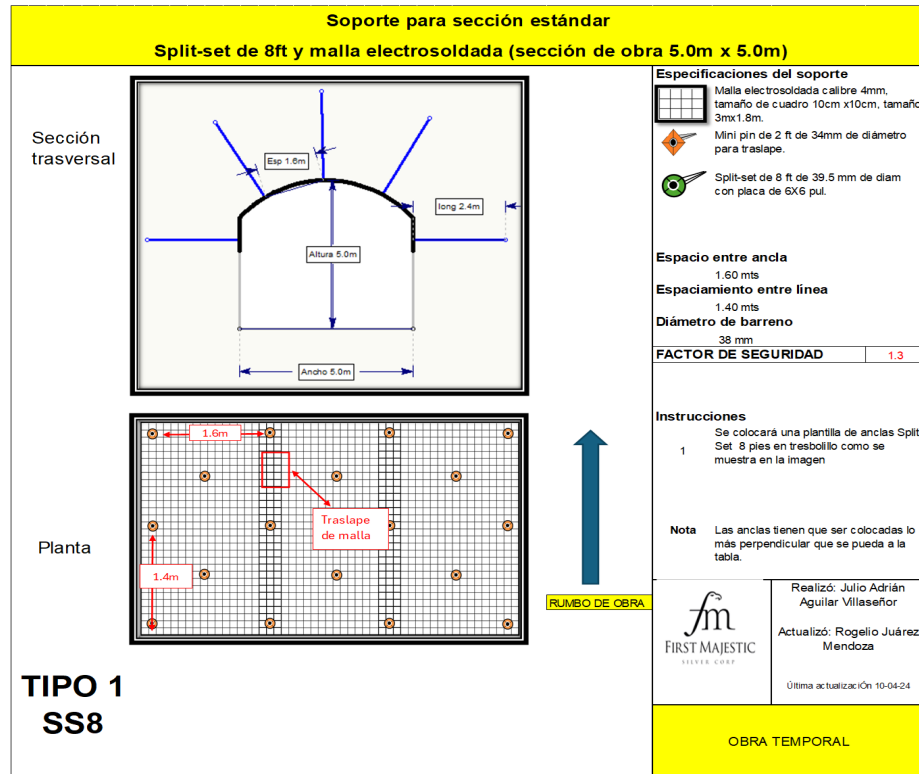 Soporte para sección estándar
Split-set de 8ft y malla electrosoldada (sección de obra 5.0m x 5.0m)
Sección
trasversal
Esp 1.6m
long 2.4m
Altura 5.0m
Ancho 5.0m
Especificaciones del soporte
Malla electrosoldada calibre 4mm,
tamaño de cuadro 10cm x10cm, tamaño
3mx1.8m.
Mini pin de 2 ft de 34mm de diámetro
para traslape.
Split-set de 8 ft de 39.5 mm de diam
con placa de 6X6 pul.
Espacio entre ancla
1.60 mts
Espaciamiento entre línea
1.40 mts
Diámetro de barreno
38 mm
FACTOR DE SEGURIDAD 1.3
Instrucciones
1 Se colocará una plantilla de anclas Split
Set 8 pies en tresbolillo como se
muestra en la imagen
Nota Las anclas tienen que ser colocadas lo
más perpendicular que se pueda a la
tabla.
Planta
1.6m
Traslape
de malla
1.4m
RUMBO DE OBRA
TIPO 1
SS8
fm
FIRST MAJESTIC
SILVER CORP
Realizó: Julio Adrián
Aguilar Villaseñor
Actualizó: Rogelio Juárez
Mendoza
Última actualización 10-04-24
OBRA TEMPORAL